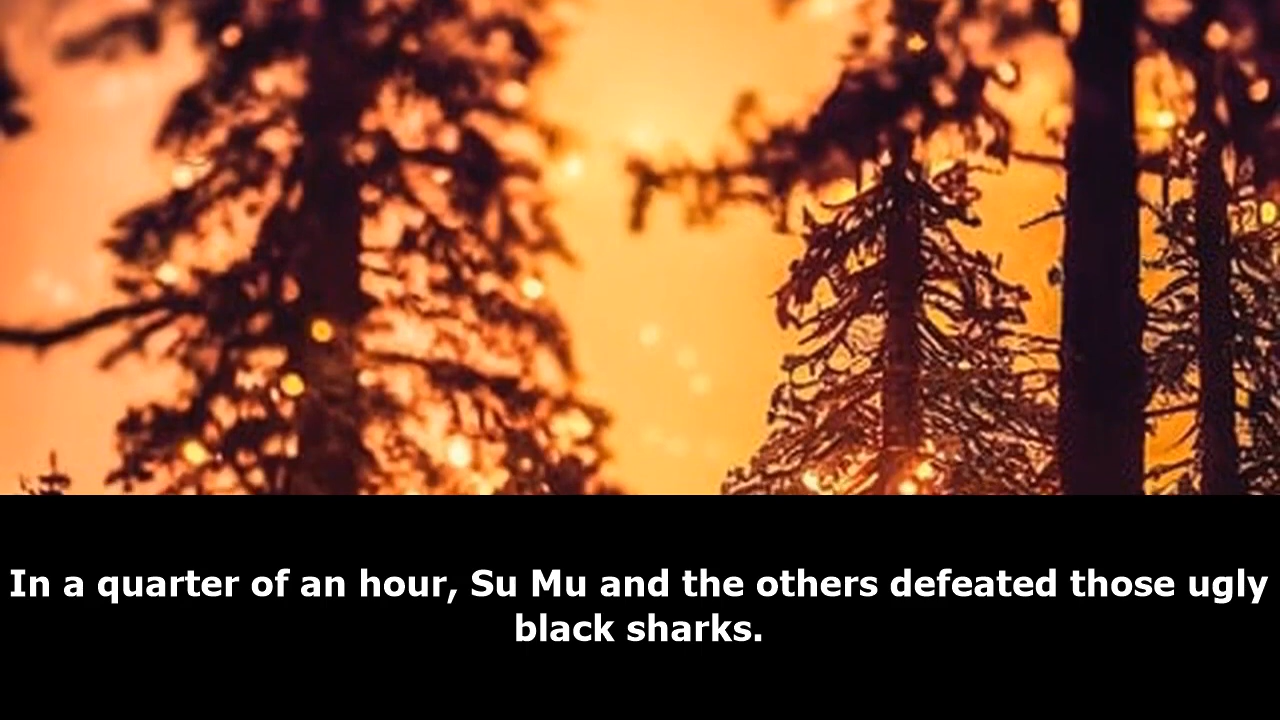 In a quarter of an hour, Su Mu and the others defeated those ugly
black sharks.